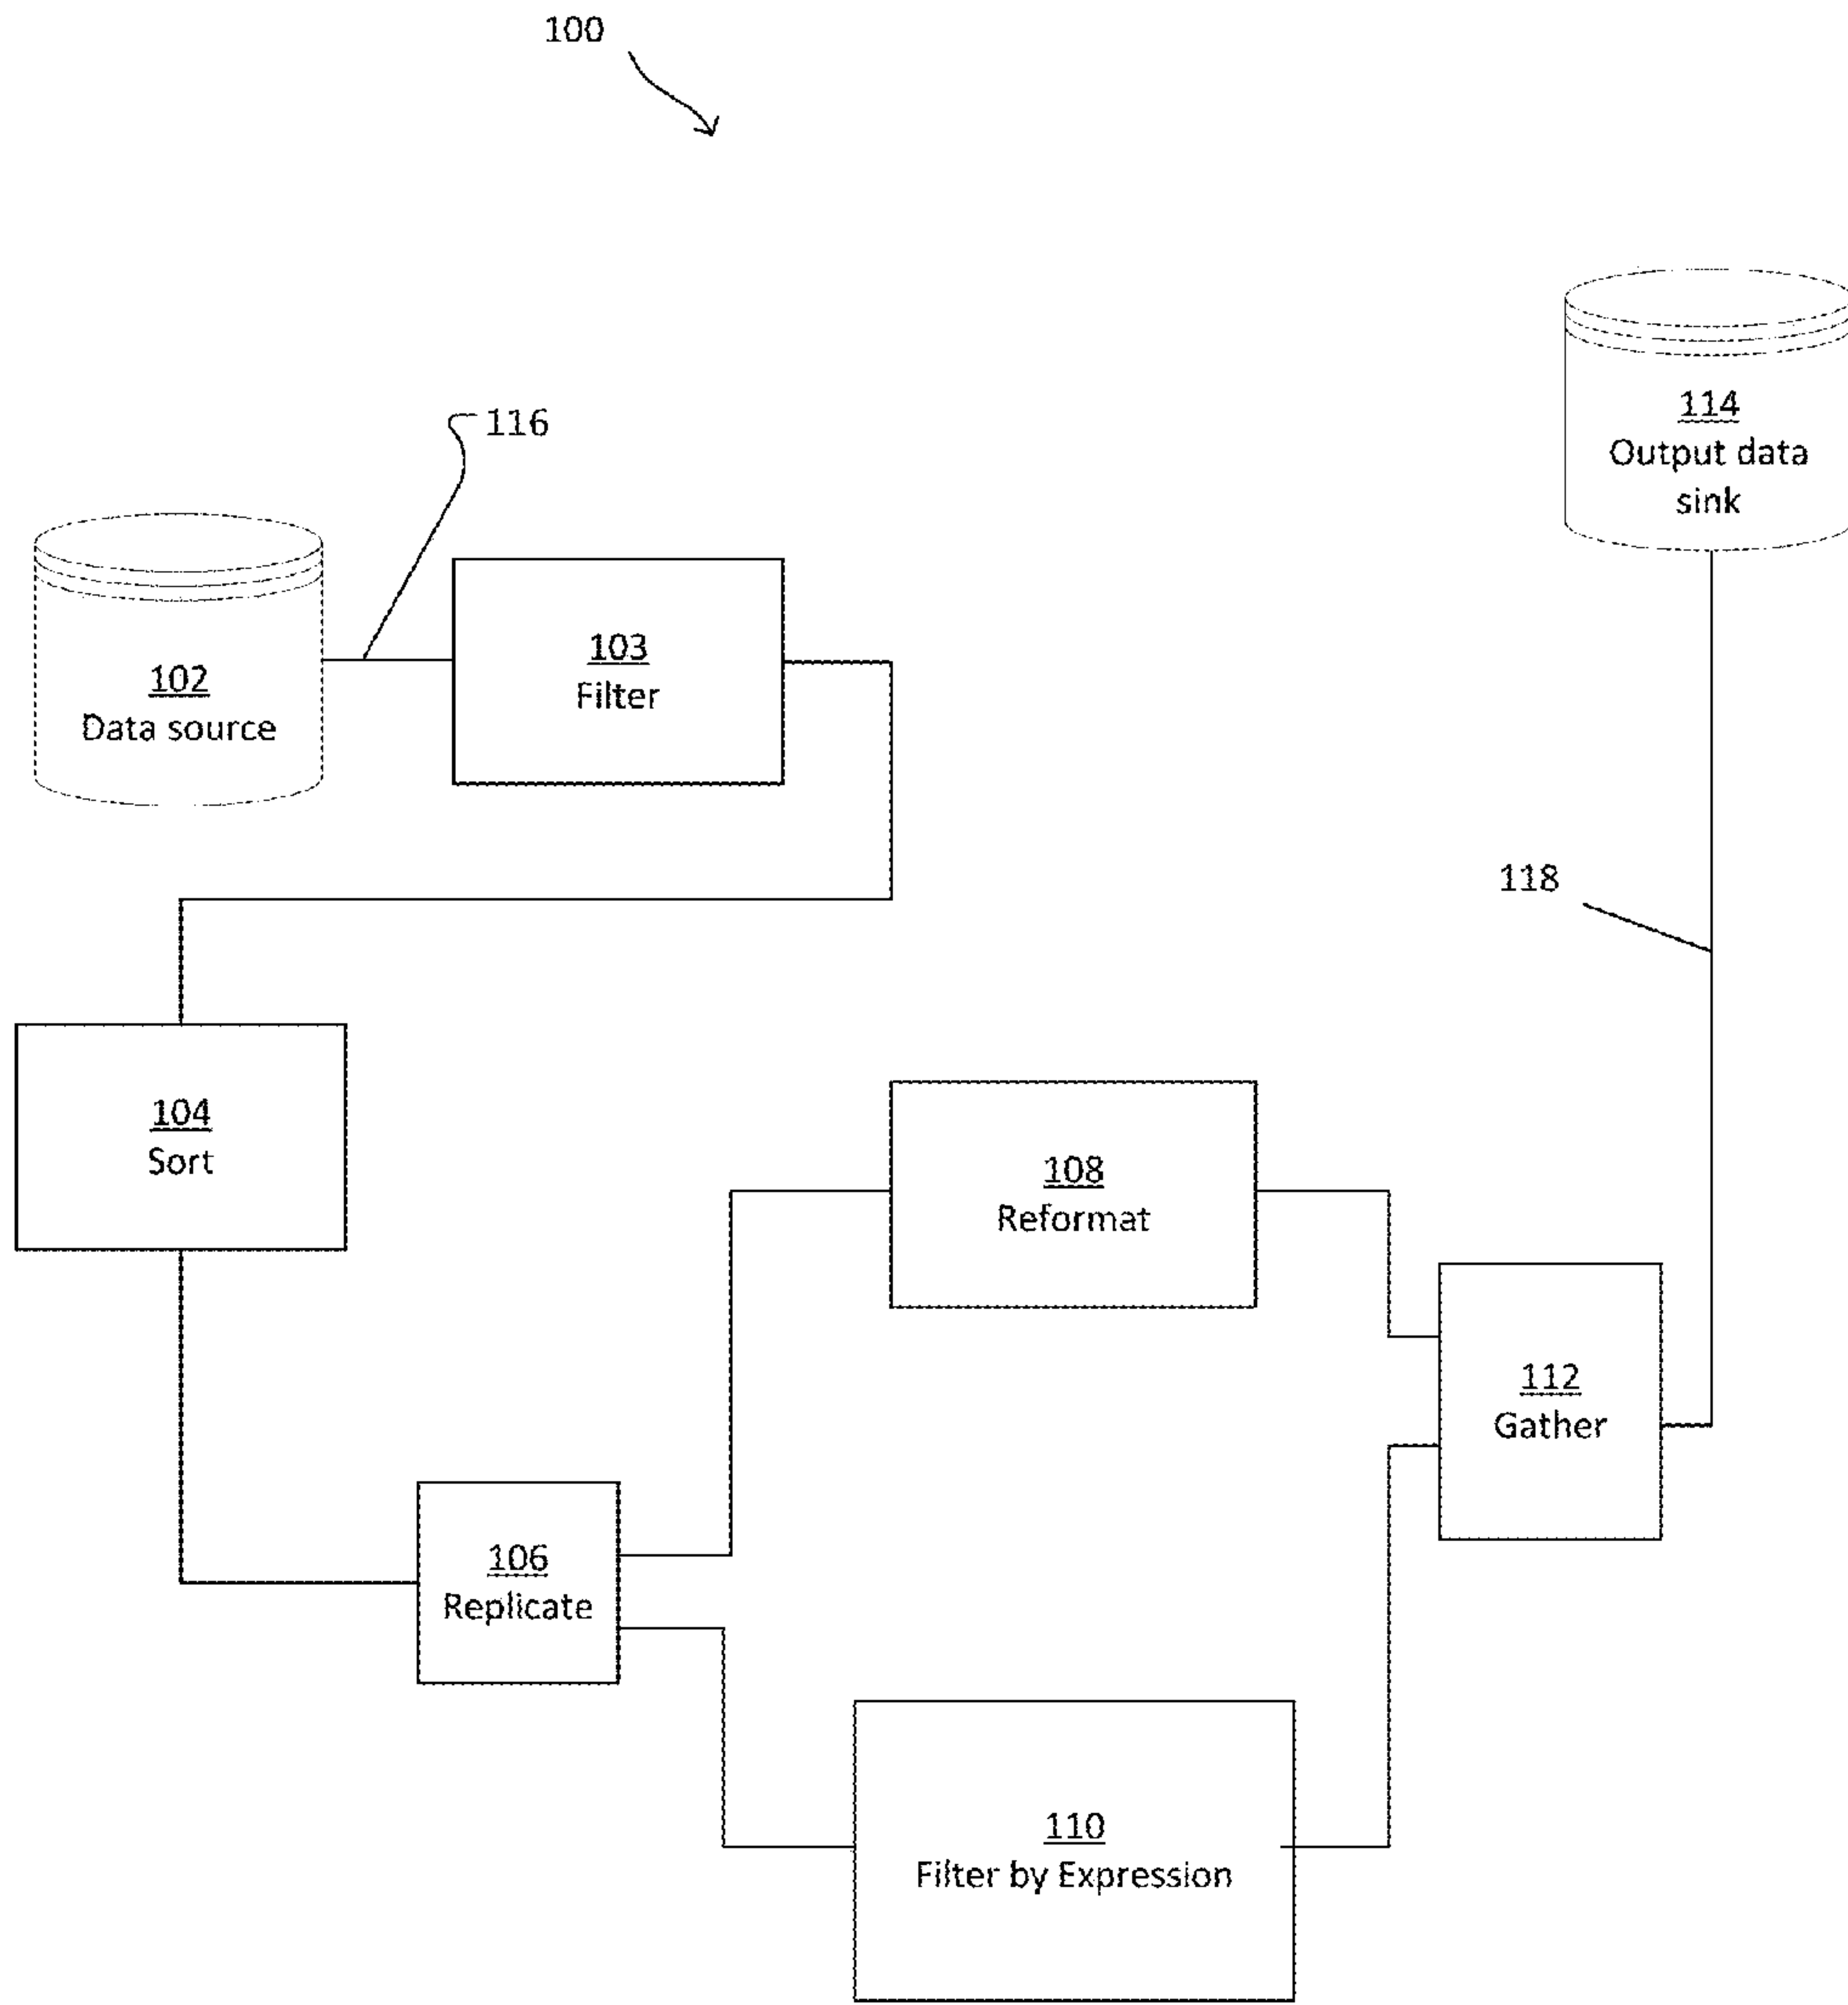 100
114
Output data
sink
116
103
Filter
102
Data source
118
104
Sort
108
Reformat
112
Gather
106
Replicate
110
Filter by Expression